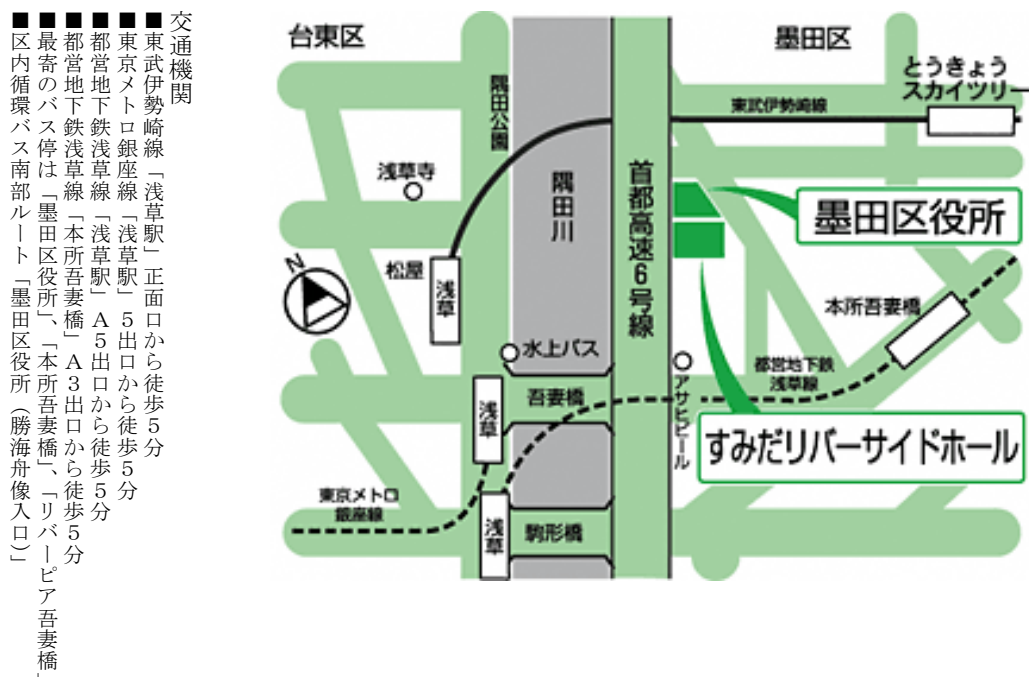 交通機関
■東武伊勢崎線「浅草駅」正面口から徒歩５分
■東京メトロ銀座線「浅草駅」５出口から徒歩５分
■都営地下鉄浅草線「浅草駅」Ａ５出口から徒歩５分
■都営地下鉄浅草線「本所吾妻橋」Ａ３出口から徒歩５分
■最寄のバス停は「墨田区役所」、「本所吾妻橋」、「リバーピア吾妻橋」
■区内循環バス南部ルート「墨田区役所（勝海舟像入口）」
台東区
墨田区
とうきょう
スカイツリー
東武伊勢崎線
隅田公園
浅草寺
隅田川
首都高速6号線
墨田区役所
N
松屋
浅草
本所吾妻橋
水上バス
都営地下鉄
浅草線
吾妻橋
浅草
アサヒビール
すみだリバーサイドホール
東京メトロ
銀座線
浅草
駒形橋